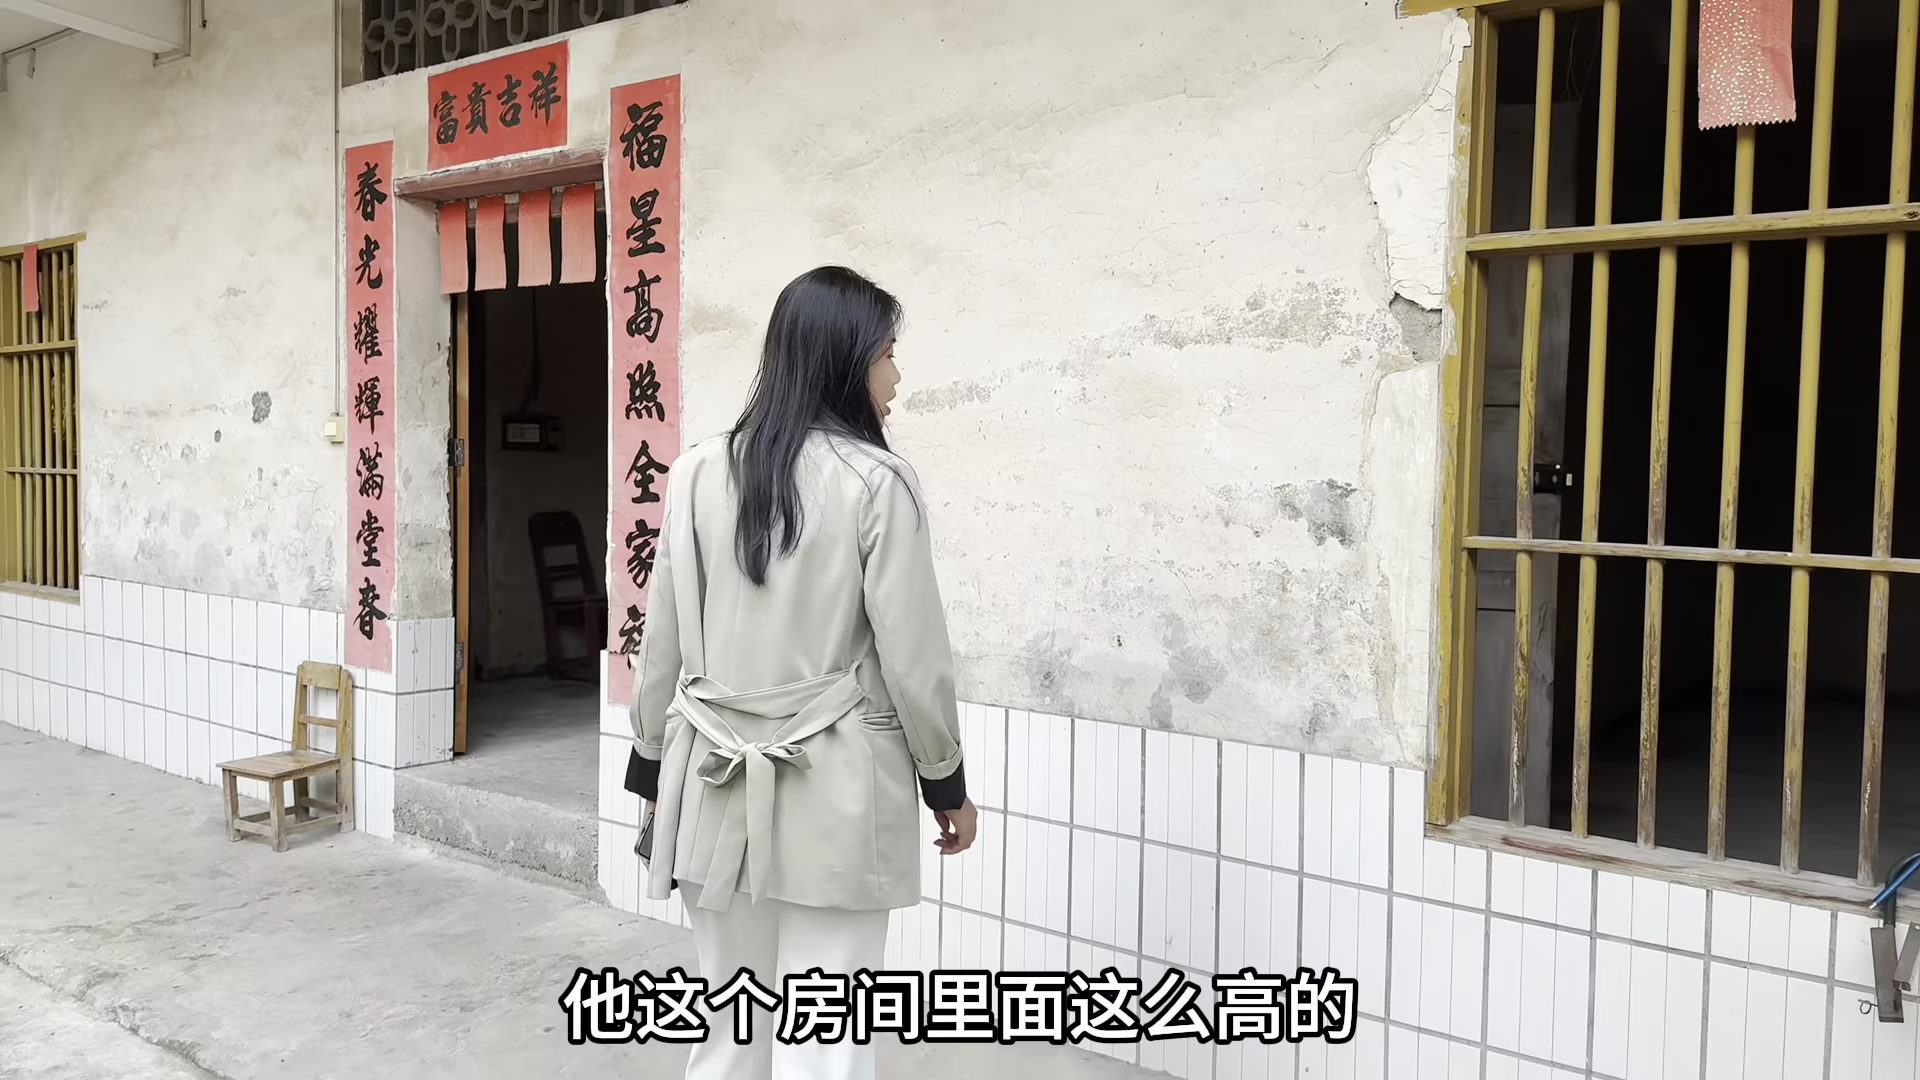 富貴吉祥
福星高照全家福
春光耀輝滿堂春
他这个房间里面这么高的